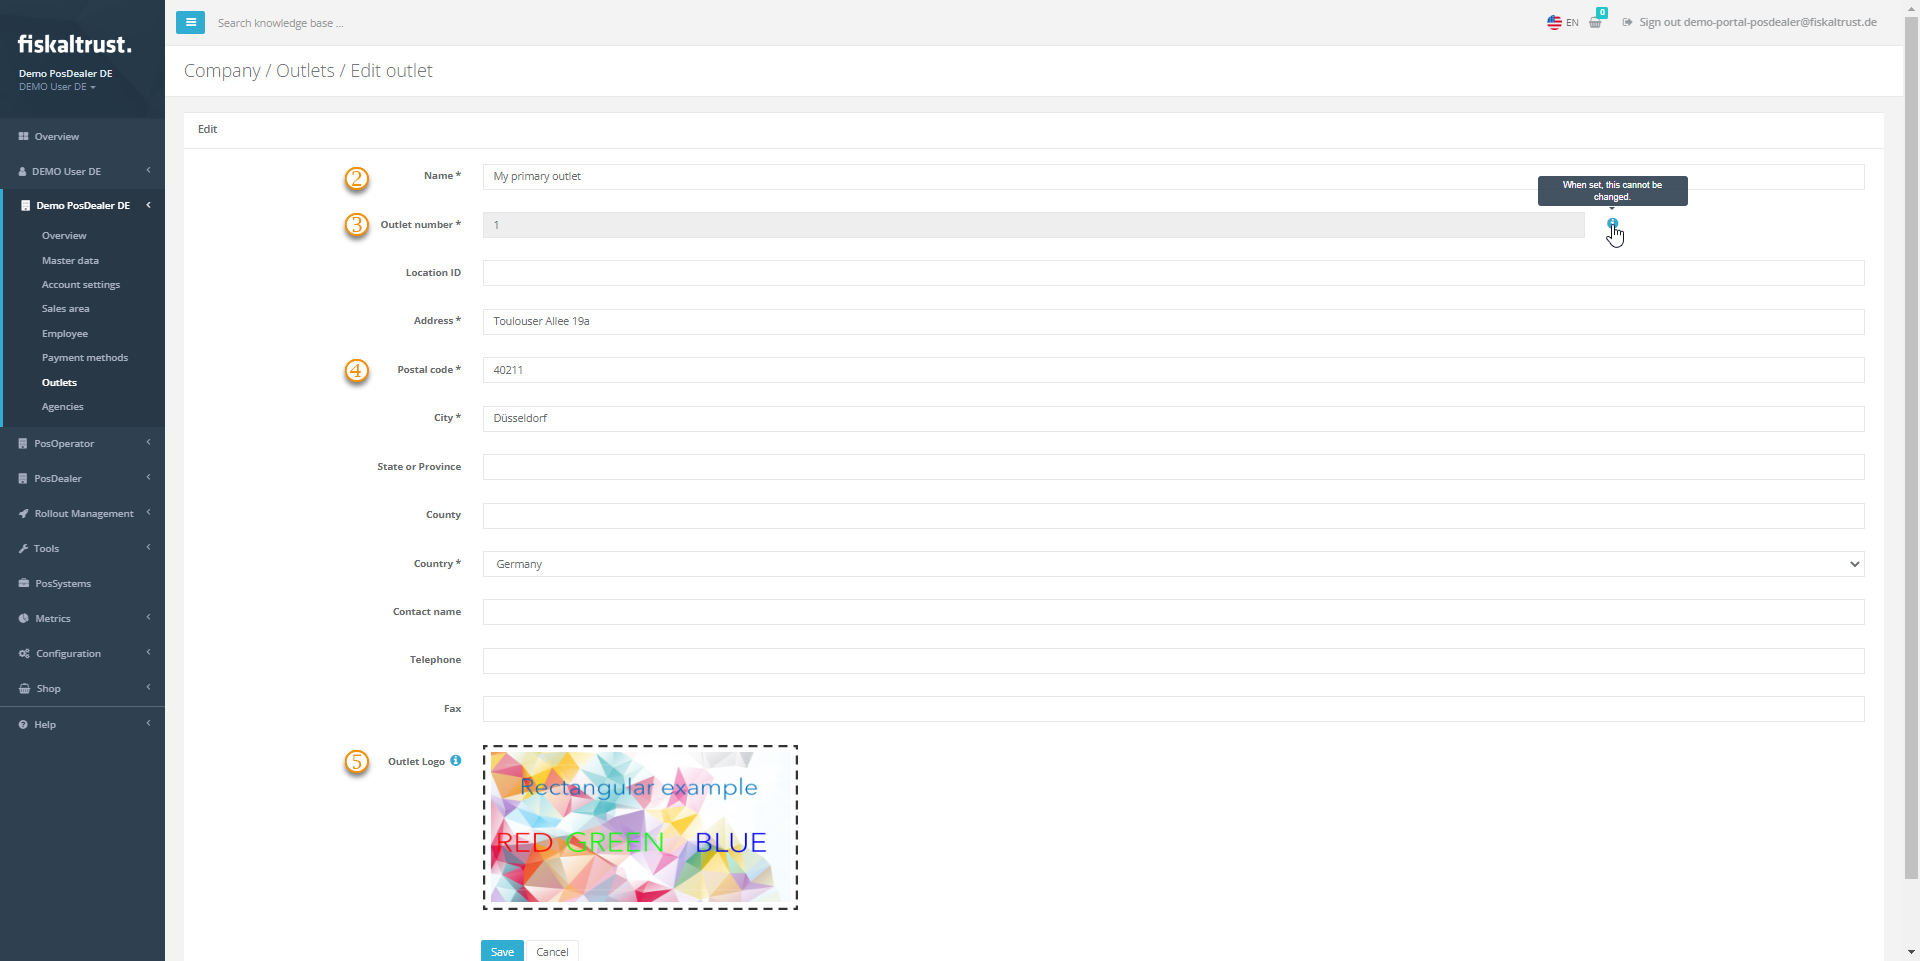 Search knowledge base ...
EN
0
Sign out demo-portal-posdealer@fiskaltrust.de
fiskaltrust.
Demo PosDealer DE
DEMO User DE
Overview
DEMO User DE
Demo PosDealer DE
Overview
Master data
Account settings
Sales area
Employee
Payment methods
Outlets
Agencies
PosOperator
PosDealer
Rollout Management
Tools
PosSystems
Metrics
Configuration
Shop
Help
Company / Outlets / Edit outlet
Edit
2 Name * My primary outlet
When set, this cannot be
changed.
3 Outlet number * 1
Location ID
Address * Toulouser Allee 19a
4 Postal code * 40211
City * Düsseldorf
State or Province
County
Country * Germany
Contact name
Telephone
Fax
5 Outlet Logo
Rectangular example
RED GREEN BLUE
Save Cancel